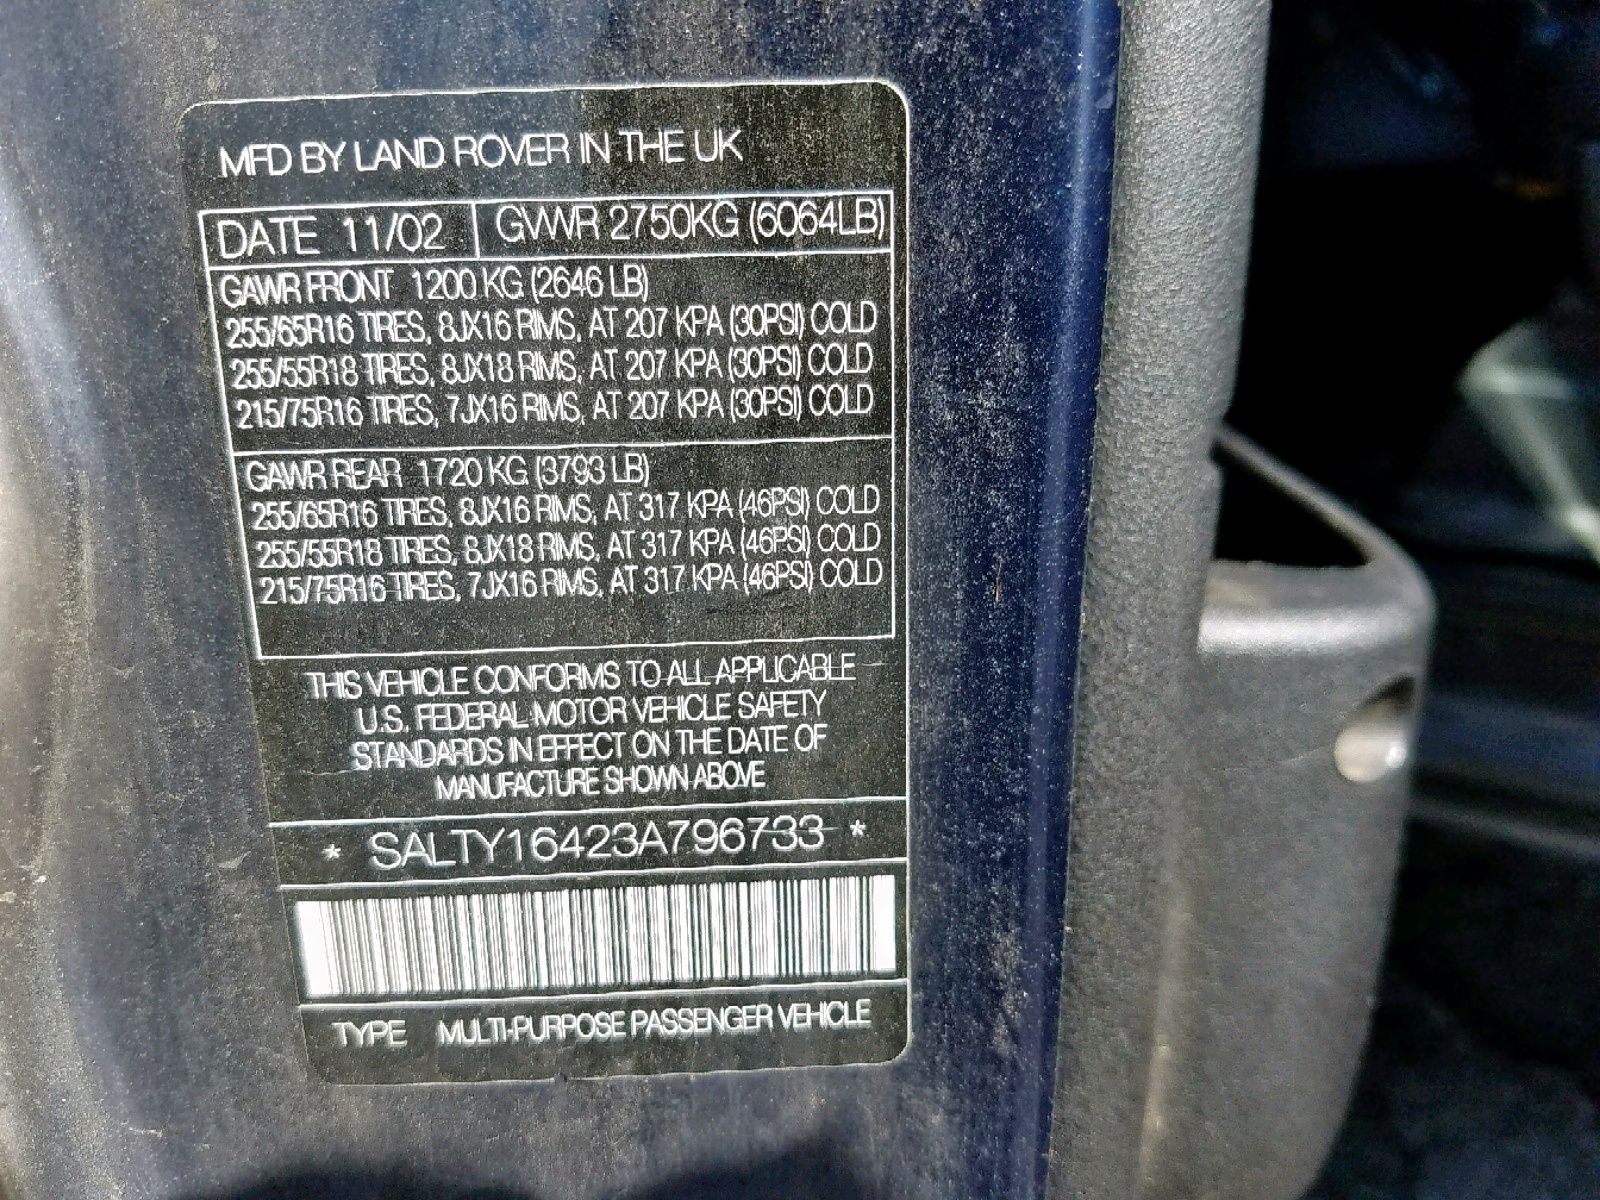 MFD BY LAND ROVER IN THE UK
DATE 11/02 GVWR 2750KG (6064LB)
GAWR FRONT 1200 KG (2646 LB)
255/65R16 TIRES, 8JX16 RIMS, AT 207 KPA (30PSI) COLD
255/55R18 TIRES, 8JX18 RIMS, AT 207 KPA (30PSI) COLD
215/75R16 TIRES, 7JX16 RIMS, AT 207 KPA (30PSI) COLD
GAWR REAR 1720 KG (3793 LB)
255/65R16 TIRES, 8JX16 RIMS, AT 317 KPA (46PSI) COLD
255/55R18 TIRES, 8JX18 RIMS, AT 317 KPA (46PSI) COLD
215/75R16 TIRES, 7JX16 RIMS, AT 317 KPA (46PSI) COLD
THIS VEHICLE CONFORMS TO ALL APPLICABLE
U.S. FEDERAL MOTOR VEHICLE SAFETY
STANDARDS IN EFFECT ON THE DATE OF
MANUFACTURE SHOWN ABOVE
* SALTY16423A796733 *
TYPE MULTI-PURPOSE PASSENGER VEHICLE